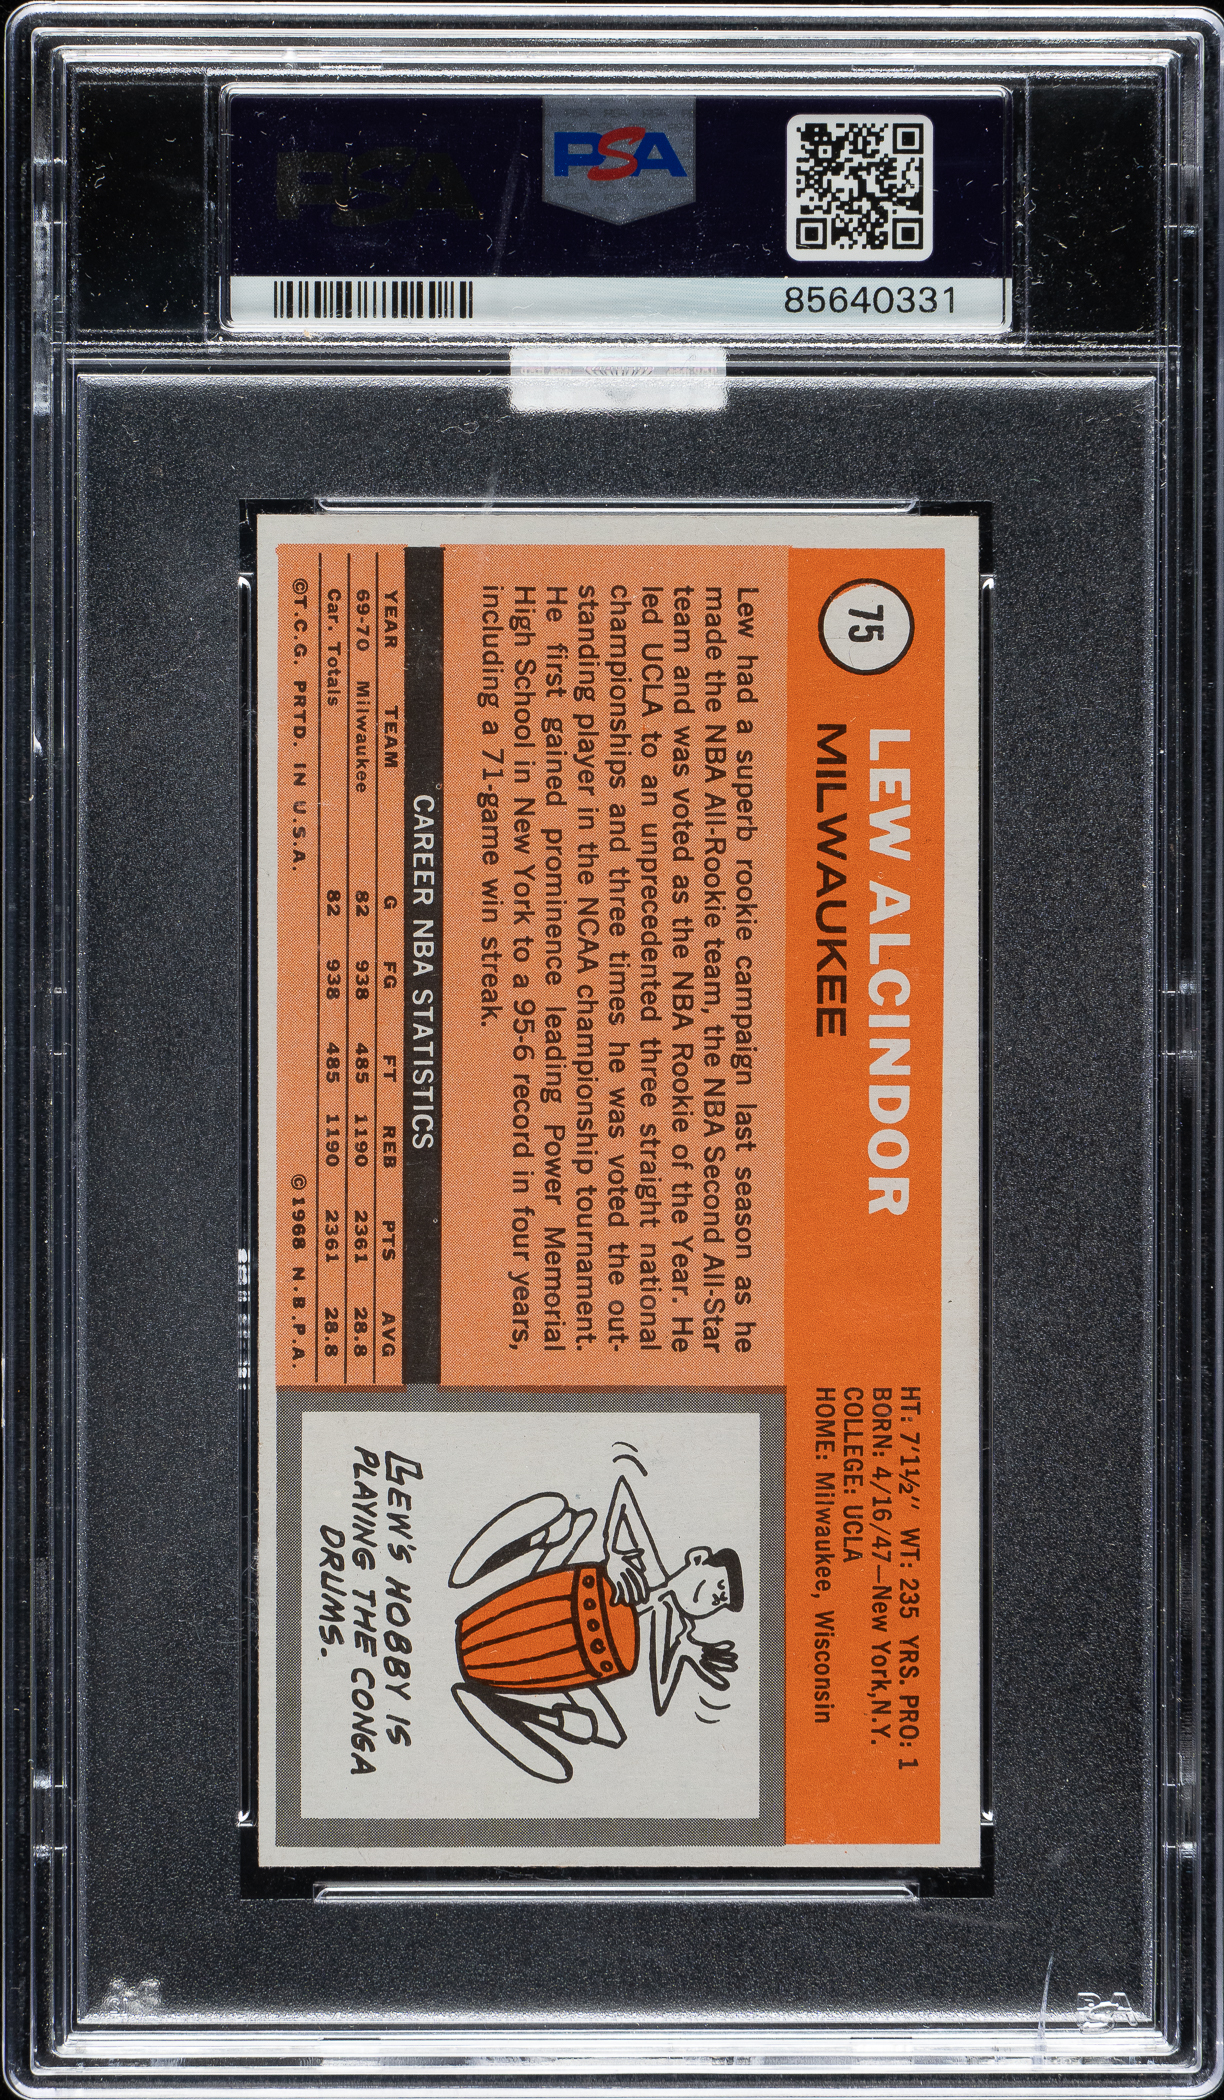 PSA
PSA
85640331
75
LEW ALCINDOR
MILWAUKEE
HT: 7'1½" WT: 235 YRS. PRO: 1
BORN: 4/16/47—New York, N.Y.
COLLEGE: UCLA
HOME: Milwaukee, Wisconsin
Lew had a superb rookie campaign last season as he
made the NBA All-Rookie team, the NBA Second All-Star
team and was voted as the NBA Rookie of the Year. He
led UCLA to an unprecedented three straight national
championships and three times he was voted the out-
standing player in the NCAA championship tournament.
He first gained prominence leading Power Memorial
High School in New York to a 95-6 record in four years,
including a 71-game win streak.
CAREER NBA STATISTICS
YEAR TEAM G FG FT REB PTS AVG
69-70 Milwaukee 82 938 485 1190 2361 28.8
Car. Totals 82 938 485 1190 2361 28.8
©T.C.G. PRTD. IN U.S.A. ©1968 N.B.P.A.
LEW'S HOBBY IS
PLAYING THE CONGA
DRUMS.
PSA